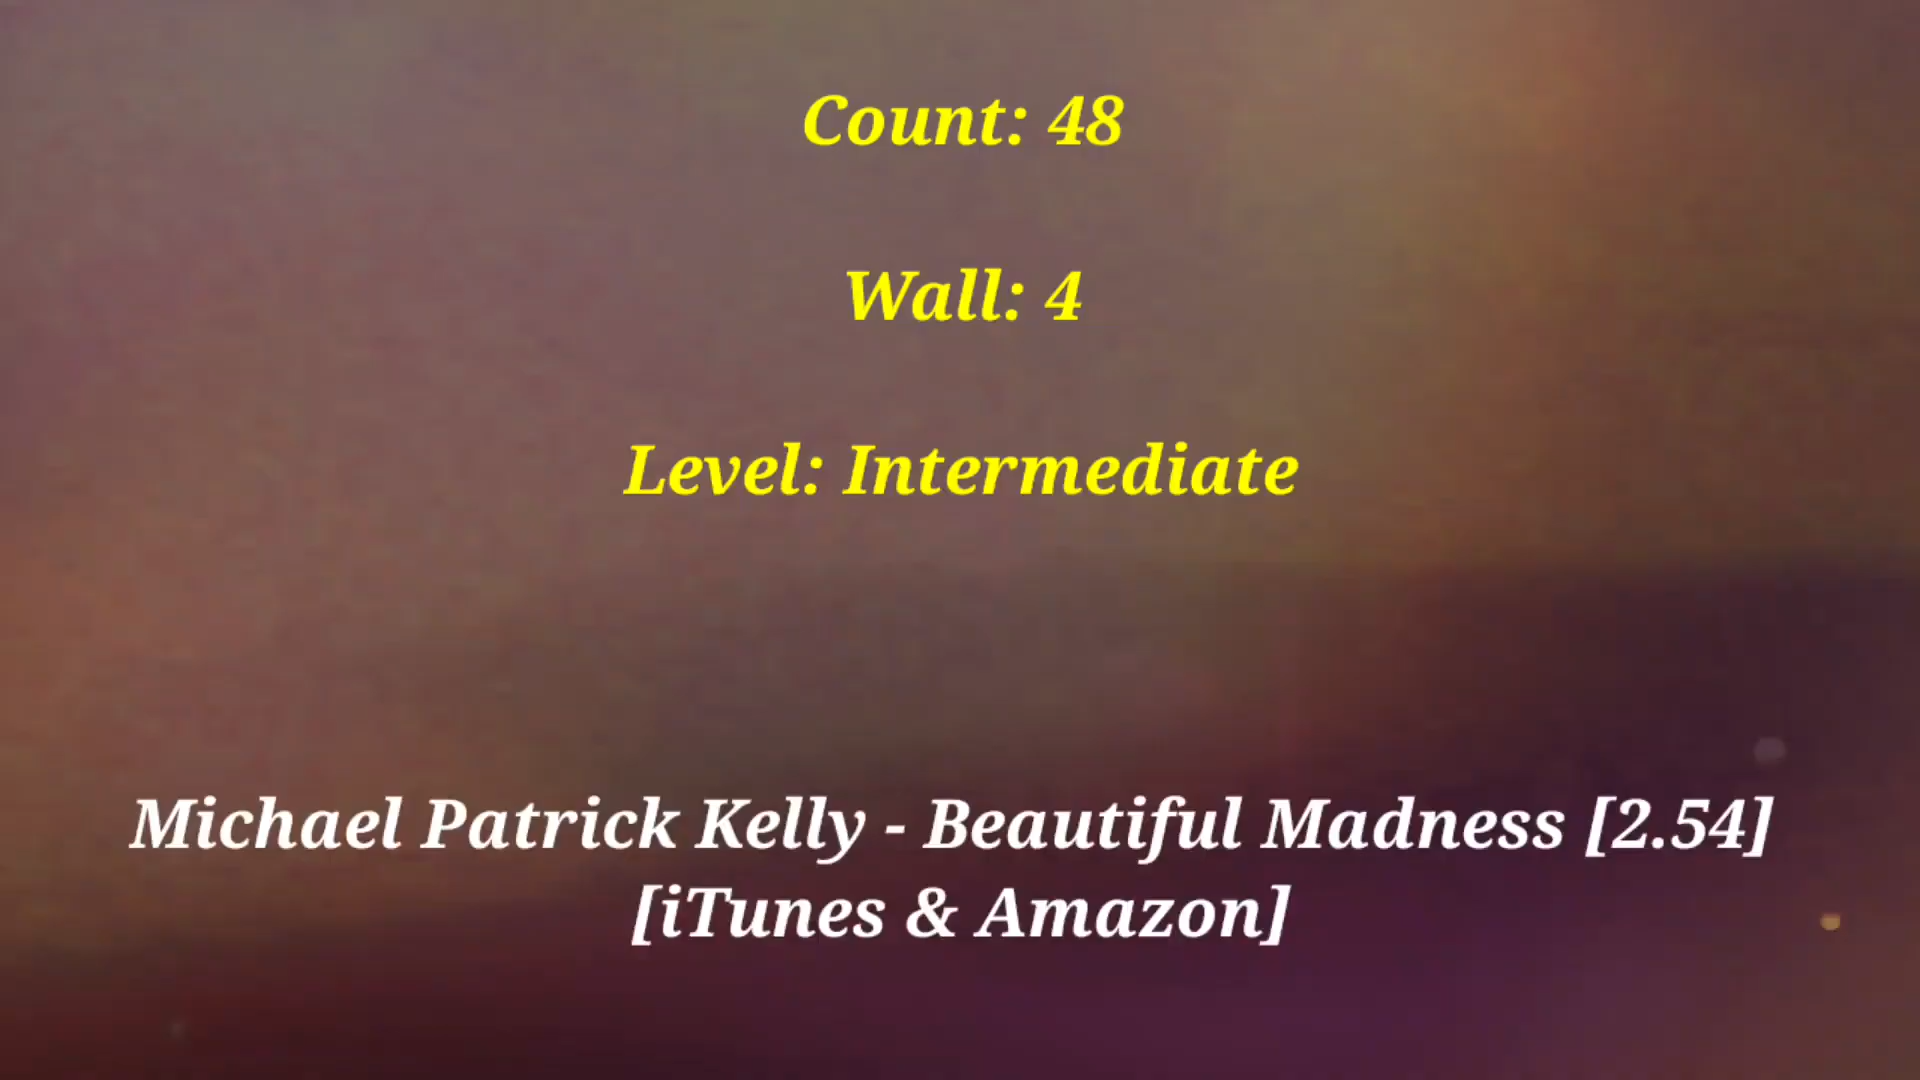 Count: 48
Wall: 4
Level: Intermediate
Michael Patrick Kelly - Beautiful Madness [2.54]
[iTunes & Amazon]